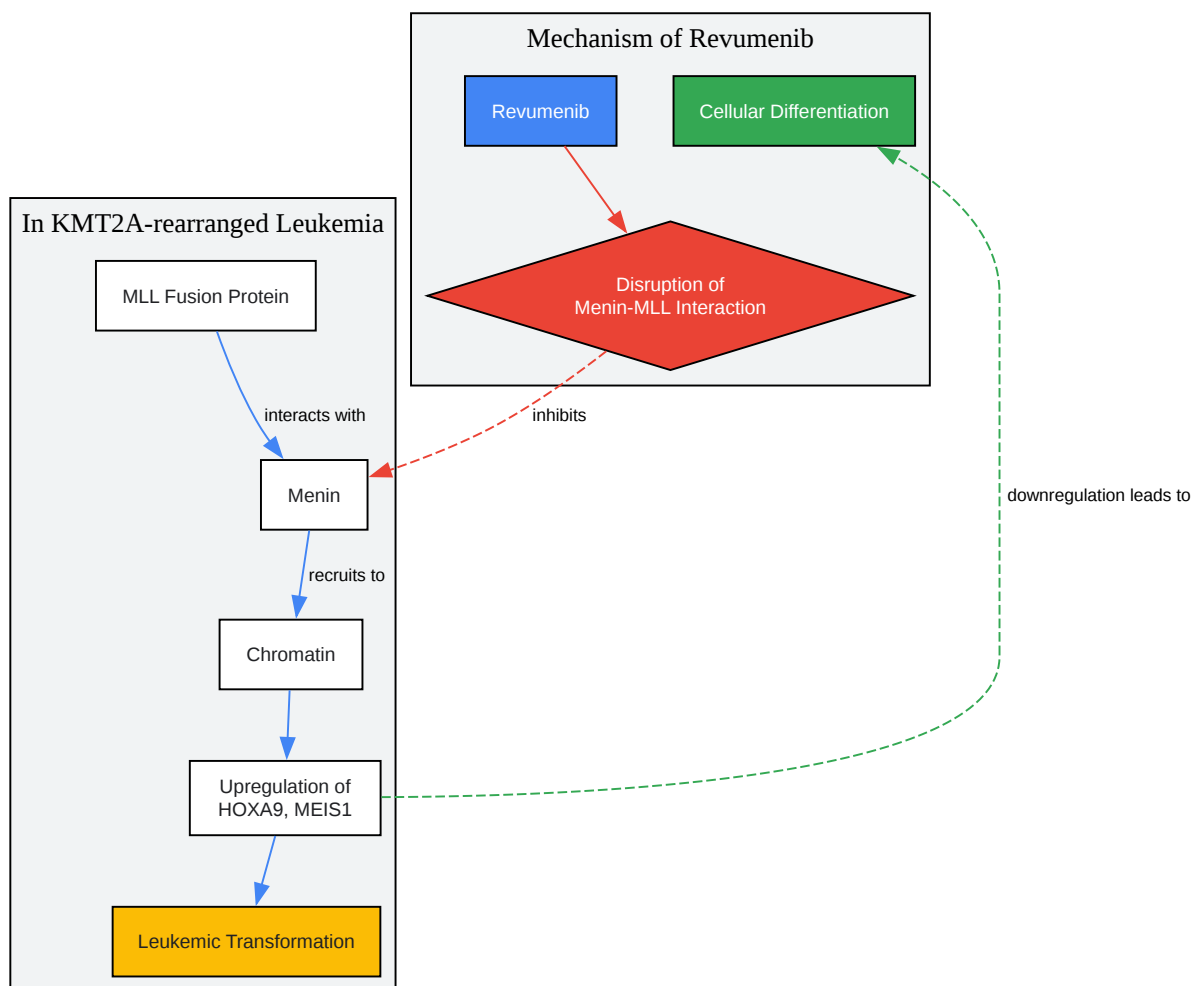 Mechanism of Revumenib
Revumenib
Cellular Differentiation
Disruption of
Menin-MLL Interaction
In KMT2A-rearranged Leukemia
MLL Fusion Protein
interacts with
inhibits
Menin
downregulation leads to
recruits to
Chromatin
Upregulation of
HOXA9, MEIS1
Leukemic Transformation